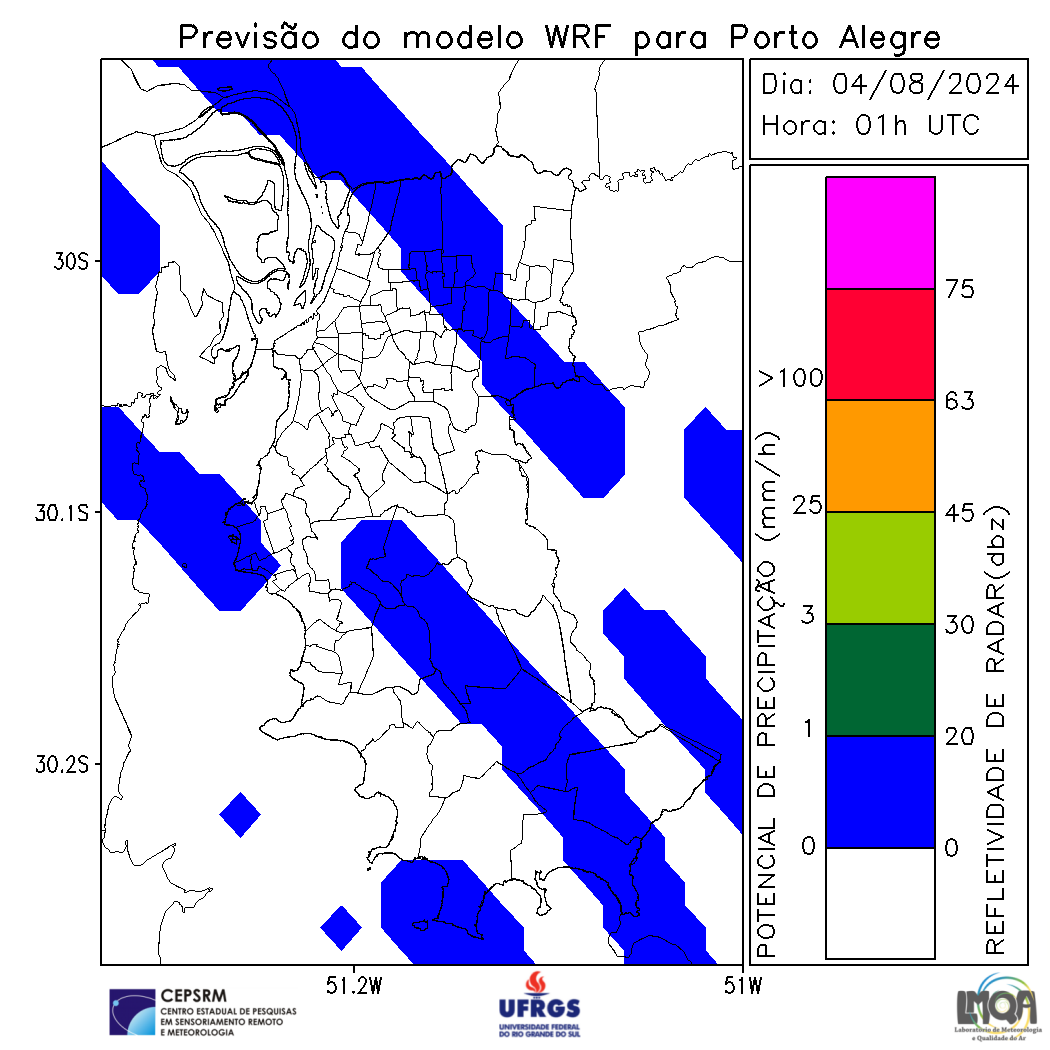 Previsão do modelo WRF para Porto Alegre
Dia: 04/08/2024
Hora: 01h UTC
30S
30.1S
30.2S
51.2W
51W
POTENCIAL DE PRECIPITAÇÃO (mm/h)
>100
25
3
1
0
75
63
45
30
20
0
REFLETIVIDADE DE RADAR(dbz)
CEPSRM
CENTRO ESTADUAL DE PESQUISAS
EM SENSORIAMENTO REMOTO
E METEOROLOGIA
UFRGS
UNIVERSIDADE FEDERAL
DO RIO GRANDE DO SUL
LMQA
Laboratório de Meteorologia
e Qualidade do Ar